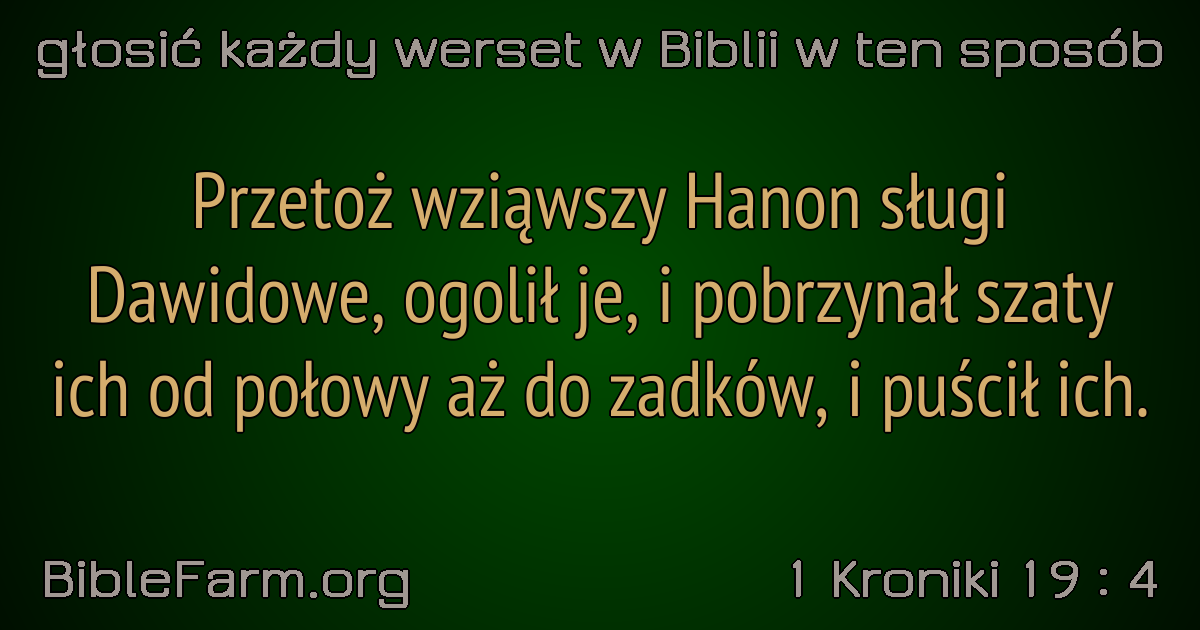 głosić każdy werset w Biblii w ten sposób
Przetoż wziąwszy Hanon sługi
Dawidowe, ogolił je, i pobrzynał szaty
ich od połowy aż do zadków, i puścił ich.
BibleFarm.org
1 Kroniki 19 : 4